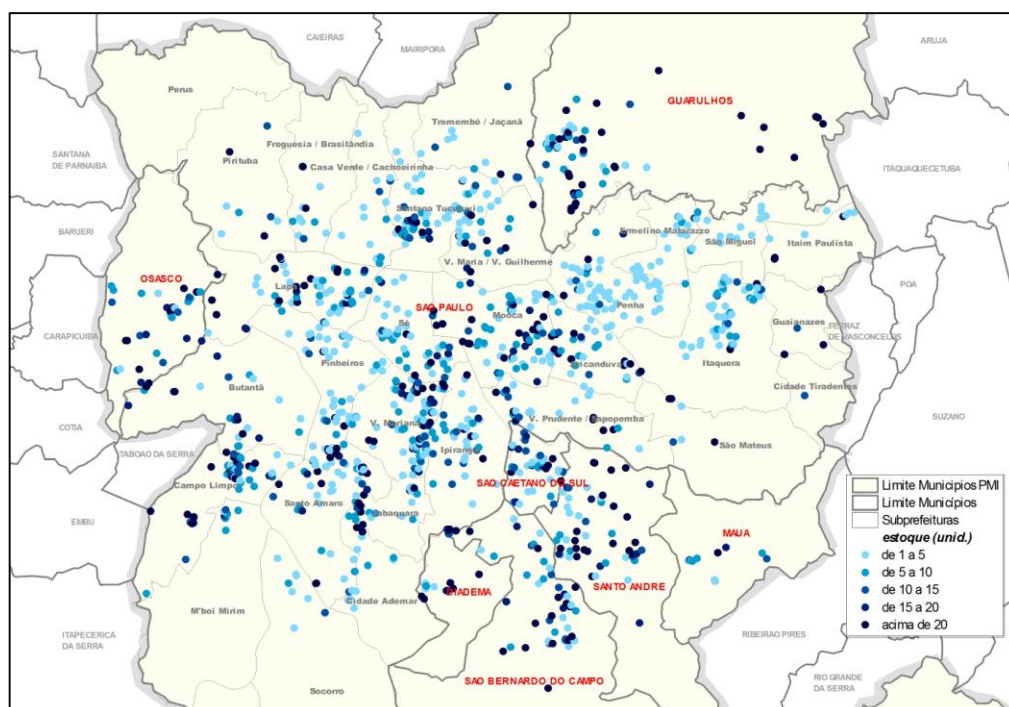 CAIEIRAS
MAIRIPORA
ARUJA
Perus
GUARULHOS
Tremembé / Jaçanã
Freguesia / Brasilândia
SANTANA
DE PARNAIBA
Pirituba
Casa Verde / Cachoeirinha
ITAQUAQUECETUBA
Santana Tucuruvi
Ermelino Matarazzo
BARUERI
São Miguel
Itaim Paulista
V. Maria / V. Guilherme
OSASCO
Lapa
POA
SAO PAULO
Penha
Mooca
Sé
Guaianazes
FERRAZ
DE VASCONCELOS
CARAPICUIBA
Pinheiros
Itaquera
Aricanduva
Butantã
Cidade Tiradentes
SUZANO
COTIA
V. Mariana
V. Prudente / Sapopemba
São Mateus
TABOAO DA SERRA
Ipiranga
Campo Limpo
SAO CAETANO DO SUL
Santo Amaro
Jabaquara
EMBU
MAUA
SANTO ANDRE
DIADEMA
Cidade Ademar
M'boi Mirim
ITAPECERICA
DA SERRA
RIBEIRAO PIRES
SAO BERNARDO DO CAMPO
RIO GRANDE
DA SERRA
Socorro
Limite Municipios PMI
Limite Municípios
Subprefeituras
estoque (unid.)
de 1 a 5
de 5 a 10
de 10 a 15
de 15 a 20
acima de 20